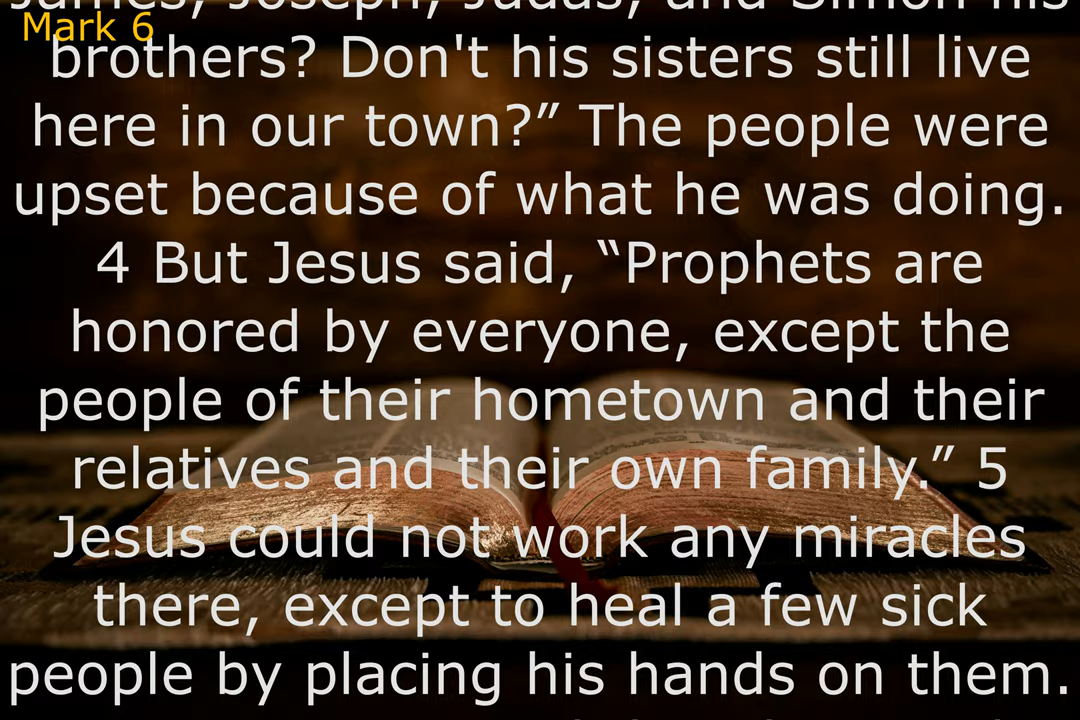 James, Joseph, Judas, and Simon his
Mark 6
brothers? Don't his sisters still live
here in our town?” The people were
upset because of what he was doing.
4 But Jesus said, “Prophets are
honored by everyone, except the
people of their hometown and their
relatives and their own family.” 5
Jesus could not work any miracles
there, except to heal a few sick
people by placing his hands on them.